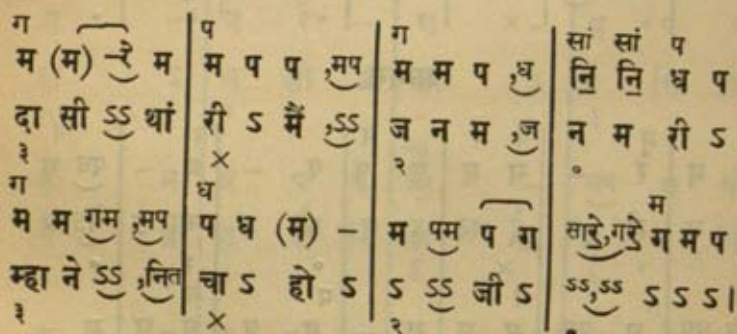 ग प ग सां सां प
म (म) -रे म | म प प ,मप | म म प ,ध | नि नि ध प
दा सी ऽऽ थां | री ऽ मैं ,ऽऽ | ज न म ,ज | न म री ऽ
३ × २ ०
ग ध म
म म गम ,मप | प ध (म) - | म पम प ग | सारे,गरे ग म प
म्हा ने ऽऽ ,नित | चा ऽ हो ऽ | ऽ ऽऽ जी ऽ | ऽऽ,ऽऽ ऽ ऽ ऽ।
३ × २